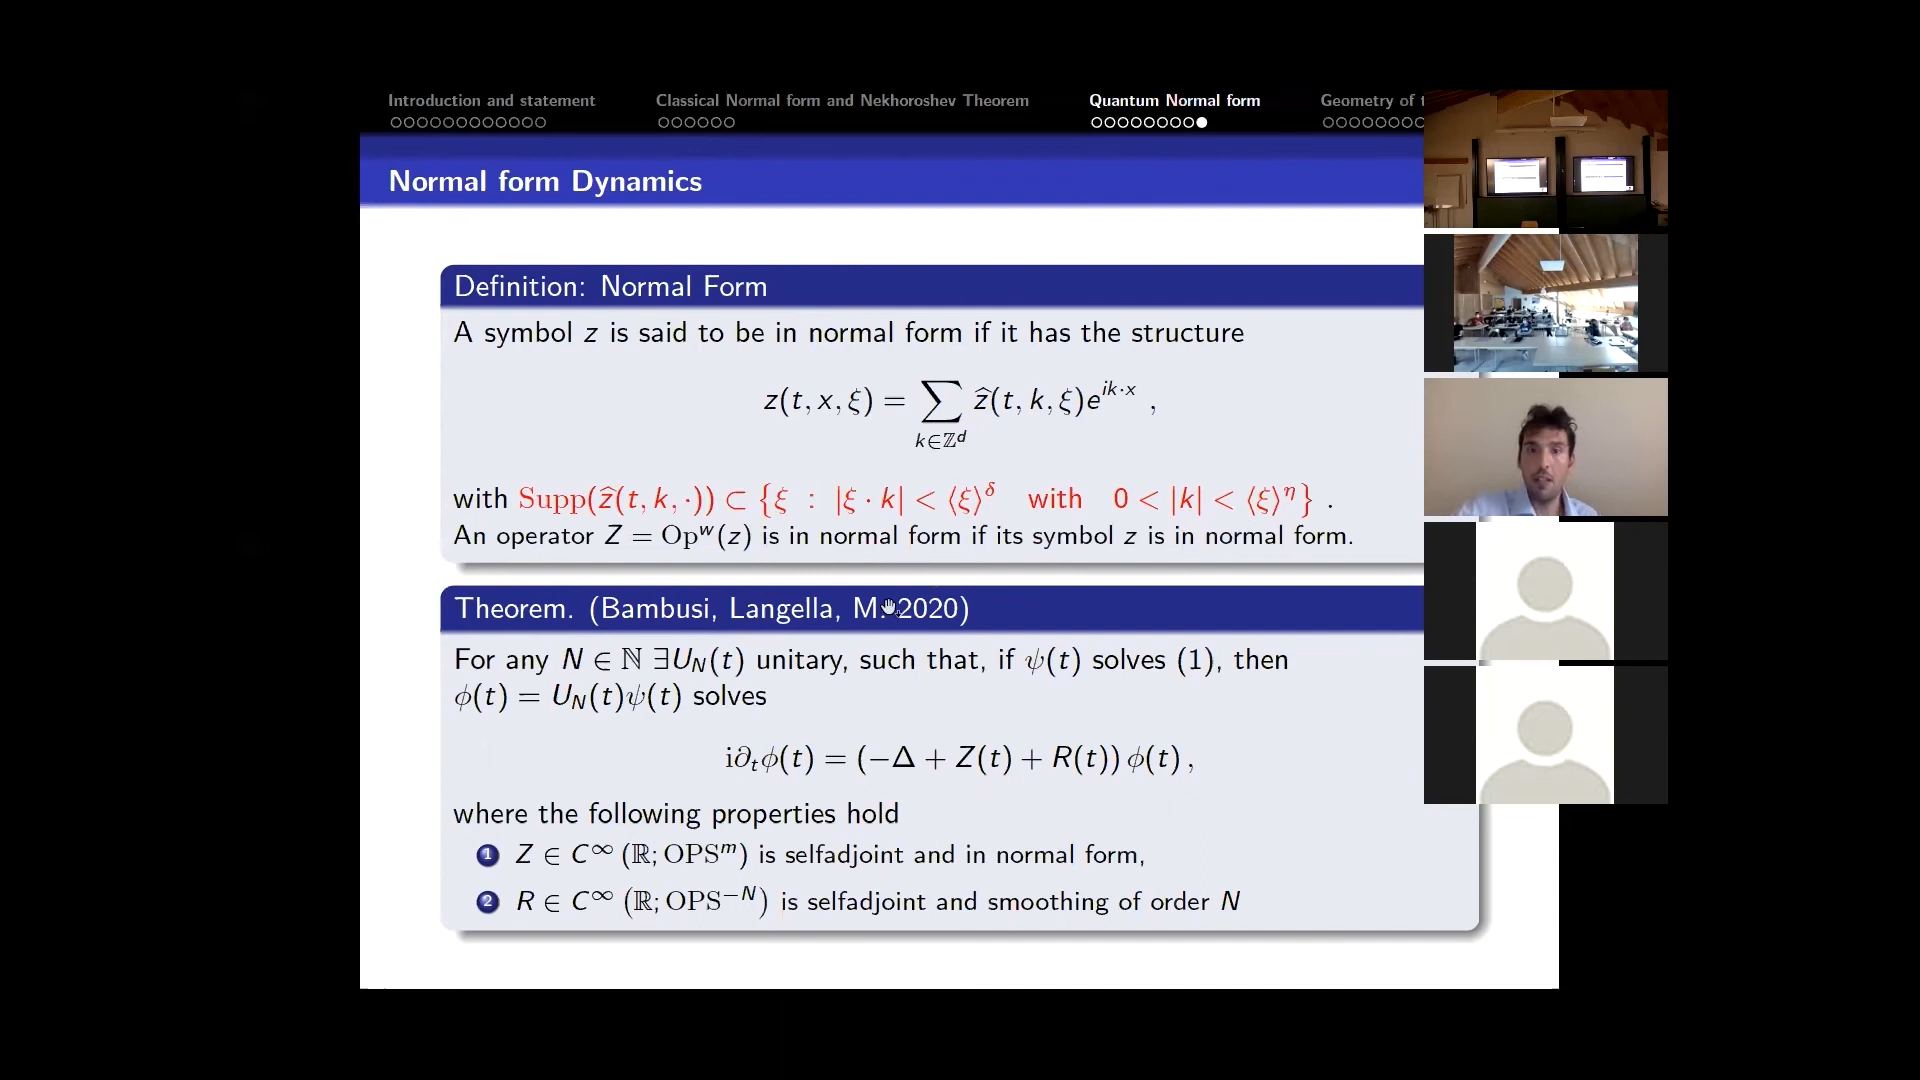 Introduction and statement
Classical Normal form and Nekhoroshev Theorem
Quantum Normal form
Geometry of t
Normal form Dynamics
Definition: Normal Form
A symbol z is said to be in normal form if it has the structure
z(t, x, ξ) = ∑_{k∈ℤ^d} ẑ(t, k, ξ)e^{ik·x} ,
with Supp(ẑ(t, k, ·)) ⊂ {ξ : |ξ · k| < ⟨ξ⟩^δ with 0 < |k| < ⟨ξ⟩^η} .
An operator Z = Op^w(z) is in normal form if its symbol z is in normal form.
Theorem. (Bambusi, Langella, M. 2020)
For any N ∈ ℕ ∃U_N(t) unitary, such that, if ψ(t) solves (1), then
ϕ(t) = U_N(t)ψ(t) solves
i∂_tϕ(t) = (−Δ + Z(t) + R(t)) ϕ(t) ,
where the following properties hold
1 Z ∈ C^∞ (ℝ; OPS^m) is selfadjoint and in normal form,
2 R ∈ C^∞ (ℝ; OPS^{−N}) is selfadjoint and smoothing of order N